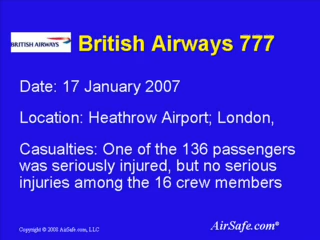 BRITISH AIRWAYS
British Airways 777
Date: 17 January 2007
Location: Heathrow Airport; London,
Casualties: One of the 136 passengers
was seriously injured, but no serious
injuries among the 16 crew members
Copyright © 2008 AirSafe.com, LLC
AirSafe.com®